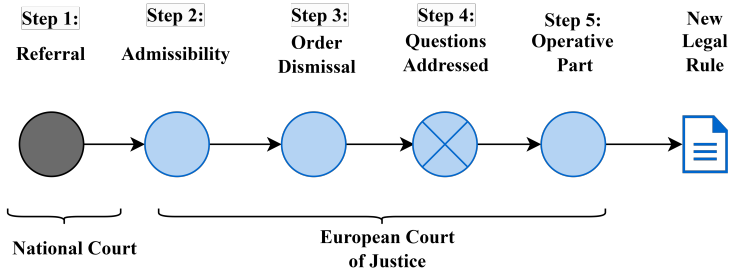 Step 1:
Referral
Step 2:
Admissibility
Step 3:
Order
Dismissal
Step 4:
Questions
Addressed
Step 5:
Operative
Part
New
Legal
Rule
National Court
European Court
of Justice